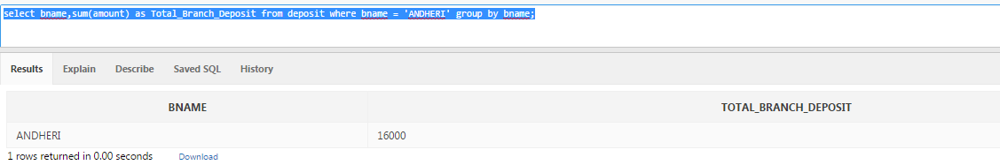 select bname,sum(amount) as Total_Branch_Deposit from deposit where bname = 'ANDHERI' group by bname;
Results Explain Describe Saved SQL History
BNAME TOTAL_BRANCH_DEPOSIT
ANDHERI 16000
1 rows returned in 0.00 seconds Download